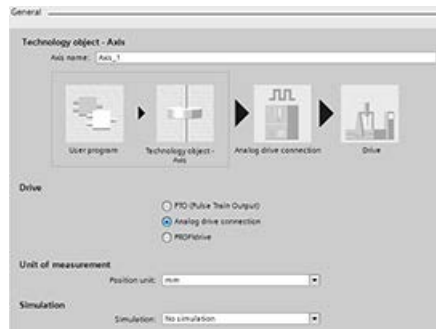 General
Technology object - Axis
Axis name: Axis_1
User program
Technology object -
Axis
Analog drive connection
Drive
Drive
PTO (Pulse Train Output)
Analog drive connection
PROFIdrive
Unit of measurement
Position unit: mm
Simulation
Simulation: No simulation